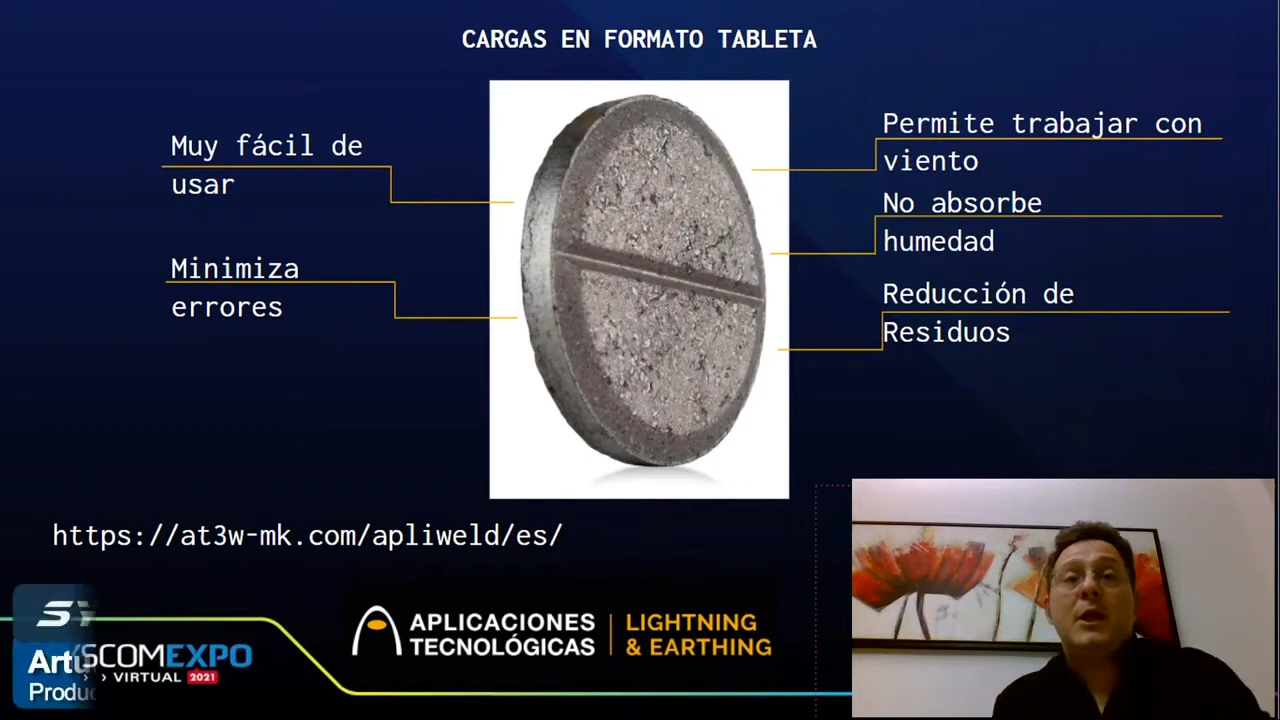 CARGAS EN FORMATO TABLETA
Muy fácil de
usar
Minimiza
errores
Permite trabajar con
viento
No absorbe
humedad
Reducción de
Residuos
https://at3w-mk.com/apliweld/es/
APLICACIONES
TECNOLÓGICAS
LIGHTNING
& EARTHING
SCOMEXPO
VIRTUAL 2021